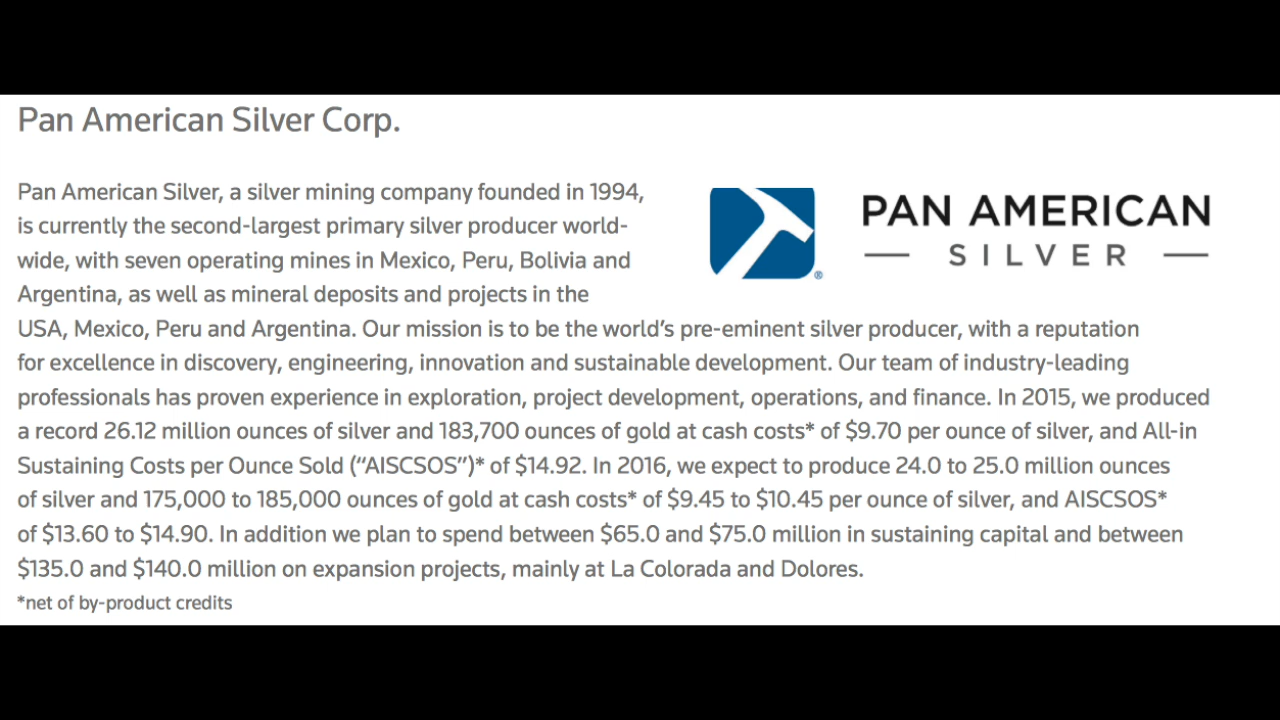 Pan American Silver Corp.
Pan American Silver, a silver mining company founded in 1994,
is currently the second-largest primary silver producer world-
wide, with seven operating mines in Mexico, Peru, Bolivia and
Argentina, as well as mineral deposits and projects in the
USA, Mexico, Peru and Argentina. Our mission is to be the world's pre-eminent silver producer, with a reputation
for excellence in discovery, engineering, innovation and sustainable development. Our team of industry-leading
professionals has proven experience in exploration, project development, operations, and finance. In 2015, we produced
a record 26.12 million ounces of silver and 183,700 ounces of gold at cash costs* of $9.70 per ounce of silver, and All-in
Sustaining Costs per Ounce Sold (“AISCSOS”)* of $14.92. In 2016, we expect to produce 24.0 to 25.0 million ounces
of silver and 175,000 to 185,000 ounces of gold at cash costs* of $9.45 to $10.45 per ounce of silver, and AISCSOS*
of $13.60 to $14.90. In addition we plan to spend between $65.0 and $75.0 million in sustaining capital and between
$135.0 and $140.0 million on expansion projects, mainly at La Colorada and Dolores.
*net of by-product credits
®
PAN AMERICAN
— SILVER —